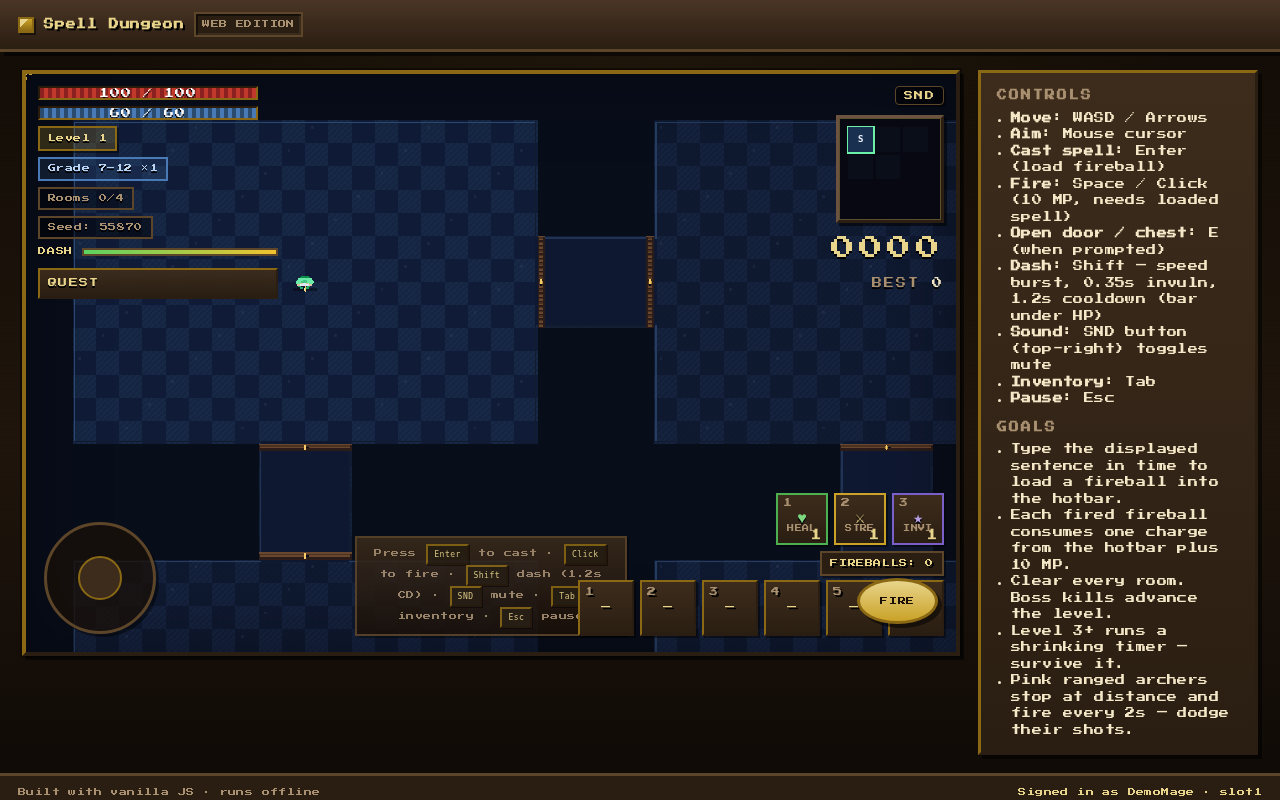 Spell Dungeon WEB EDITION
100 / 100
60 / 60
Level 1
Grade 7-12 ×1
Rooms 0/4
Seed: 55870
DASH
QUEST
SND
S
0000
BEST 0
Press Enter to cast · Click
to fire · Shift dash (1.2s
CD) · SND mute · Tab
inventory · Esc pause
1 HEAL 1
2 STRE 1
3 INVI 1
FIREBALLS: 0
1 —
2 —
3 —
4 —
5 —
FIRE
CONTROLS
. Move: WASD / Arrows
. Aim: Mouse cursor
. Cast spell: Enter
(load fireball)
. Fire: Space / Click
(10 MP, needs loaded
spell)
. Open door / chest: E
(when prompted)
. Dash: Shift — speed
burst, 0.35s invuln,
1.2s cooldown (bar
under HP)
. Sound: SND button
(top-right) toggles
mute
. Inventory: Tab
. Pause: Esc
GOALS
. Type the displayed
sentence in time to
load a fireball into
the hotbar.
. Each fired fireball
consumes one charge
from the hotbar plus
10 MP.
. Clear every room.
Boss kills advance
the level.
. Level 3+ runs a
shrinking timer —
survive it.
. Pink ranged archers
stop at distance and
fire every 2s — dodge
their shots.
Built with vanilla JS · runs offline
Signed in as DemoMage · slot1